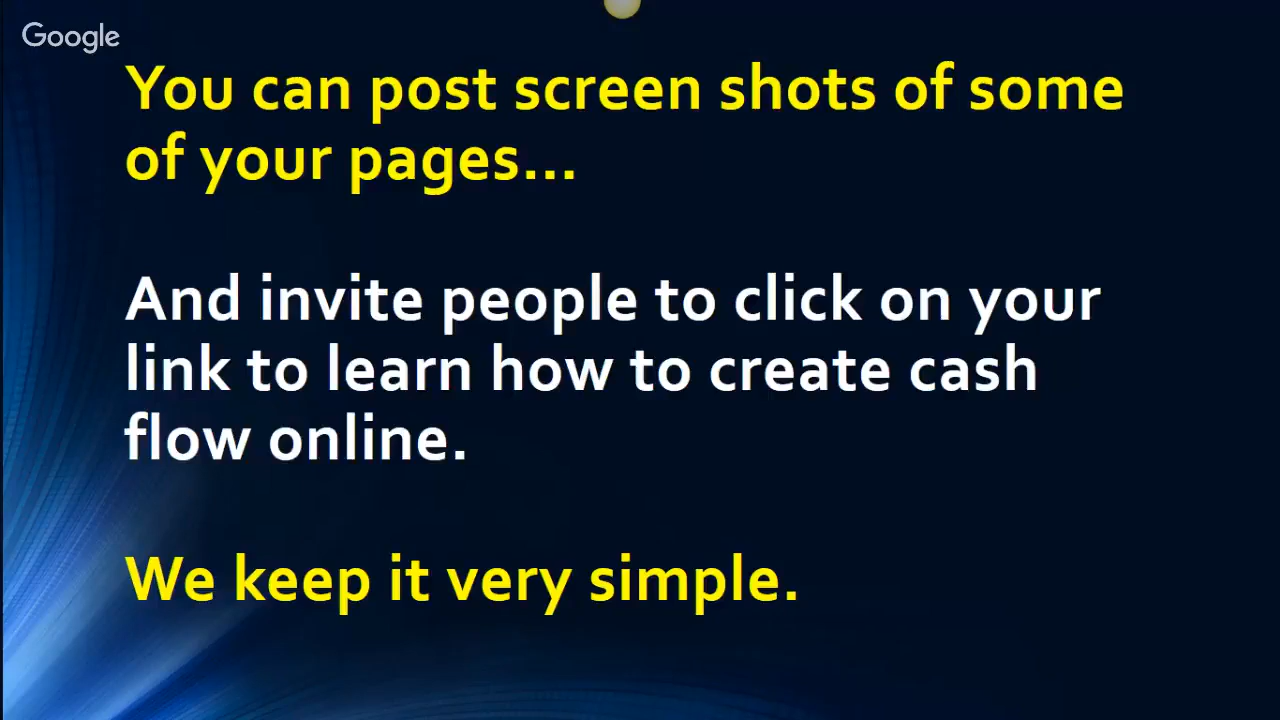 Google
You can post screen shots of some
of your pages...
And invite people to click on your
link to learn how to create cash
flow online.
We keep it very simple.